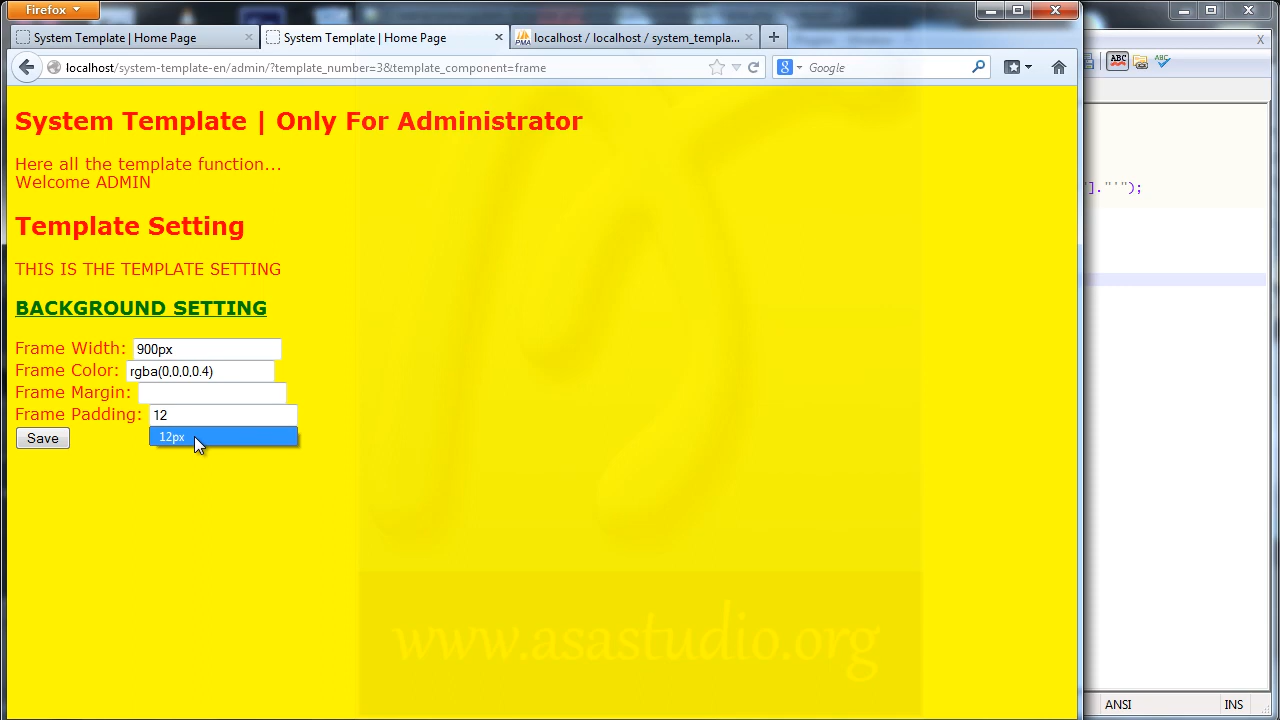 Firefox
System Template | Home Page
System Template | Home Page
localhost / localhost / system_templa...
localhost/system-template-en/admin/?template_number=3&template_component=frame
Google
System Template | Only For Administrator
Here all the template function...
Welcome ADMIN
Template Setting
THIS IS THE TEMPLATE SETTING
BACKGROUND SETTING
Frame Width: 900px
Frame Color: rgba(0,0,0,0.4)
Frame Margin:
Frame Padding: 12
12px
Save
www.asastudio.org
"]."'");
ANSI
INS